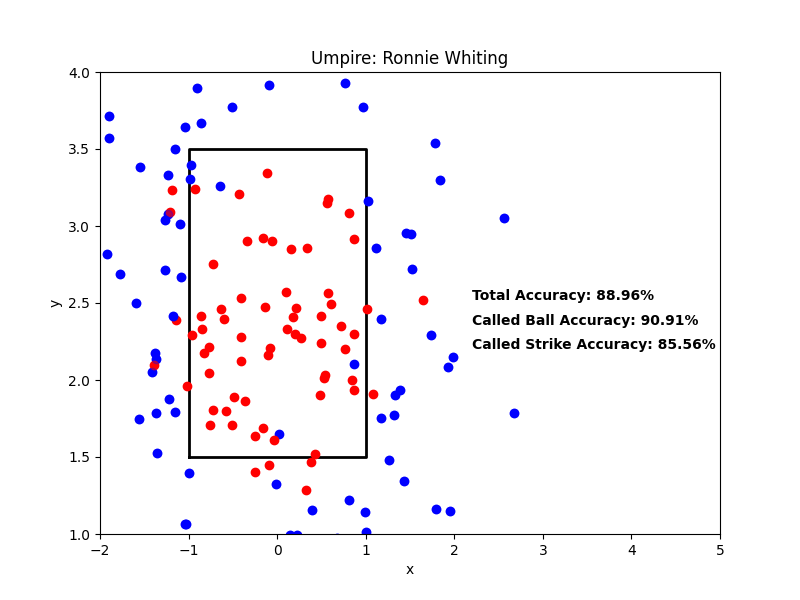 Umpire: Ronnie Whiting
4.0
3.5
3.0
y
2.5
2.0
1.5
1.0
Total Accuracy: 88.96%
Called Ball Accuracy: 90.91%
Called Strike Accuracy: 85.56%
−2 −1 0 1 2 3 4 5
x